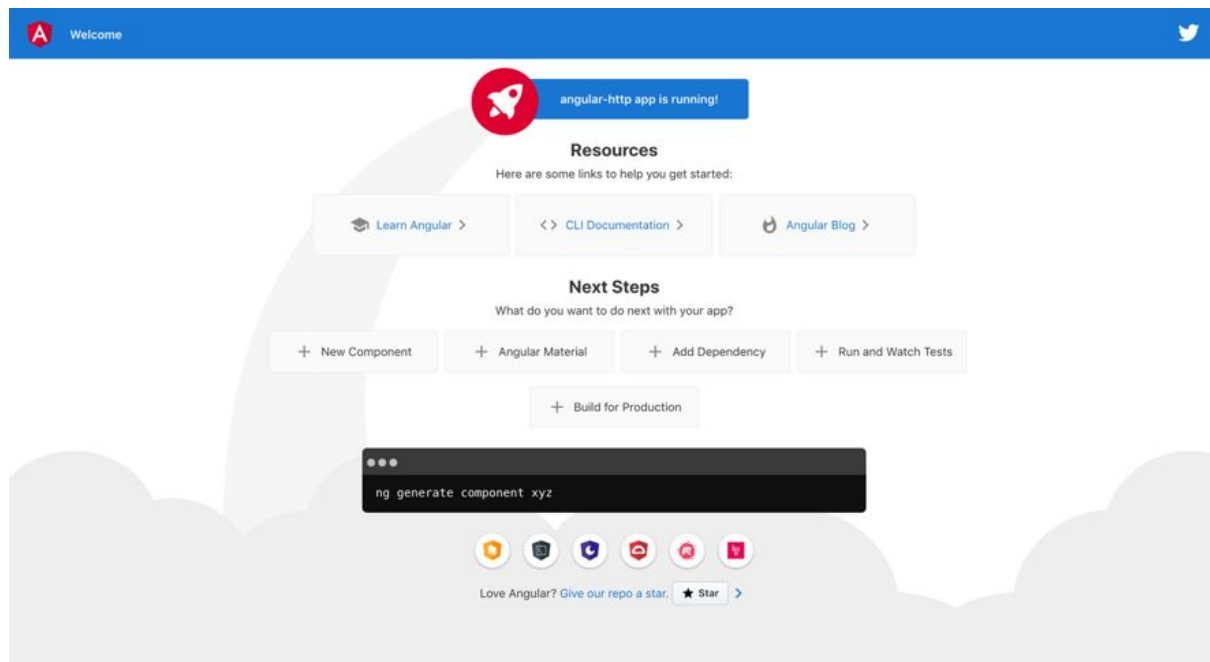 Welcome
angular-http app is running!
Resources
Here are some links to help you get started:
Learn Angular
CLI Documentation
Angular Blog
Next Steps
What do you want to do next with your app?
New Component
Angular Material
Add Dependency
Run and Watch Tests
Build for Production
ng generate component xyz
Love Angular? Give our repo a star. Star